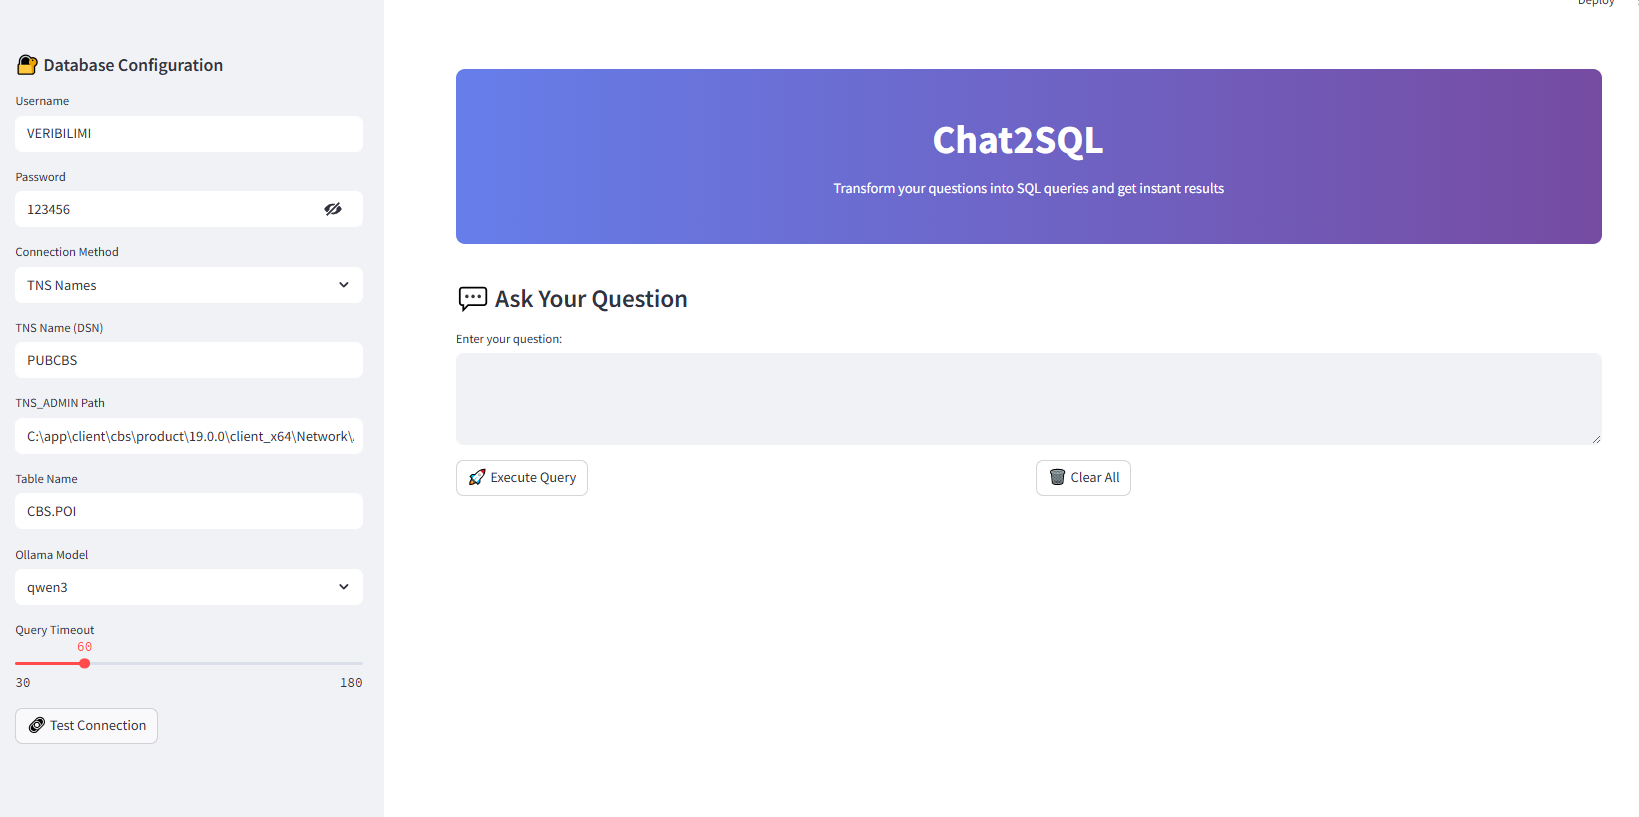 Deploy
Database Configuration
Username
VERIBILIMI
Password
123456
Connection Method
TNS Names
TNS Name (DSN)
PUBCBS
TNS_ADMIN Path
C:\app\client\cbs\product\19.0.0\client_x64\Network\
Table Name
CBS.POI
Ollama Model
qwen3
Query Timeout
60
30 180
Test Connection
Chat2SQL
Transform your questions into SQL queries and get instant results
Ask Your Question
Enter your question:
Execute Query
Clear All